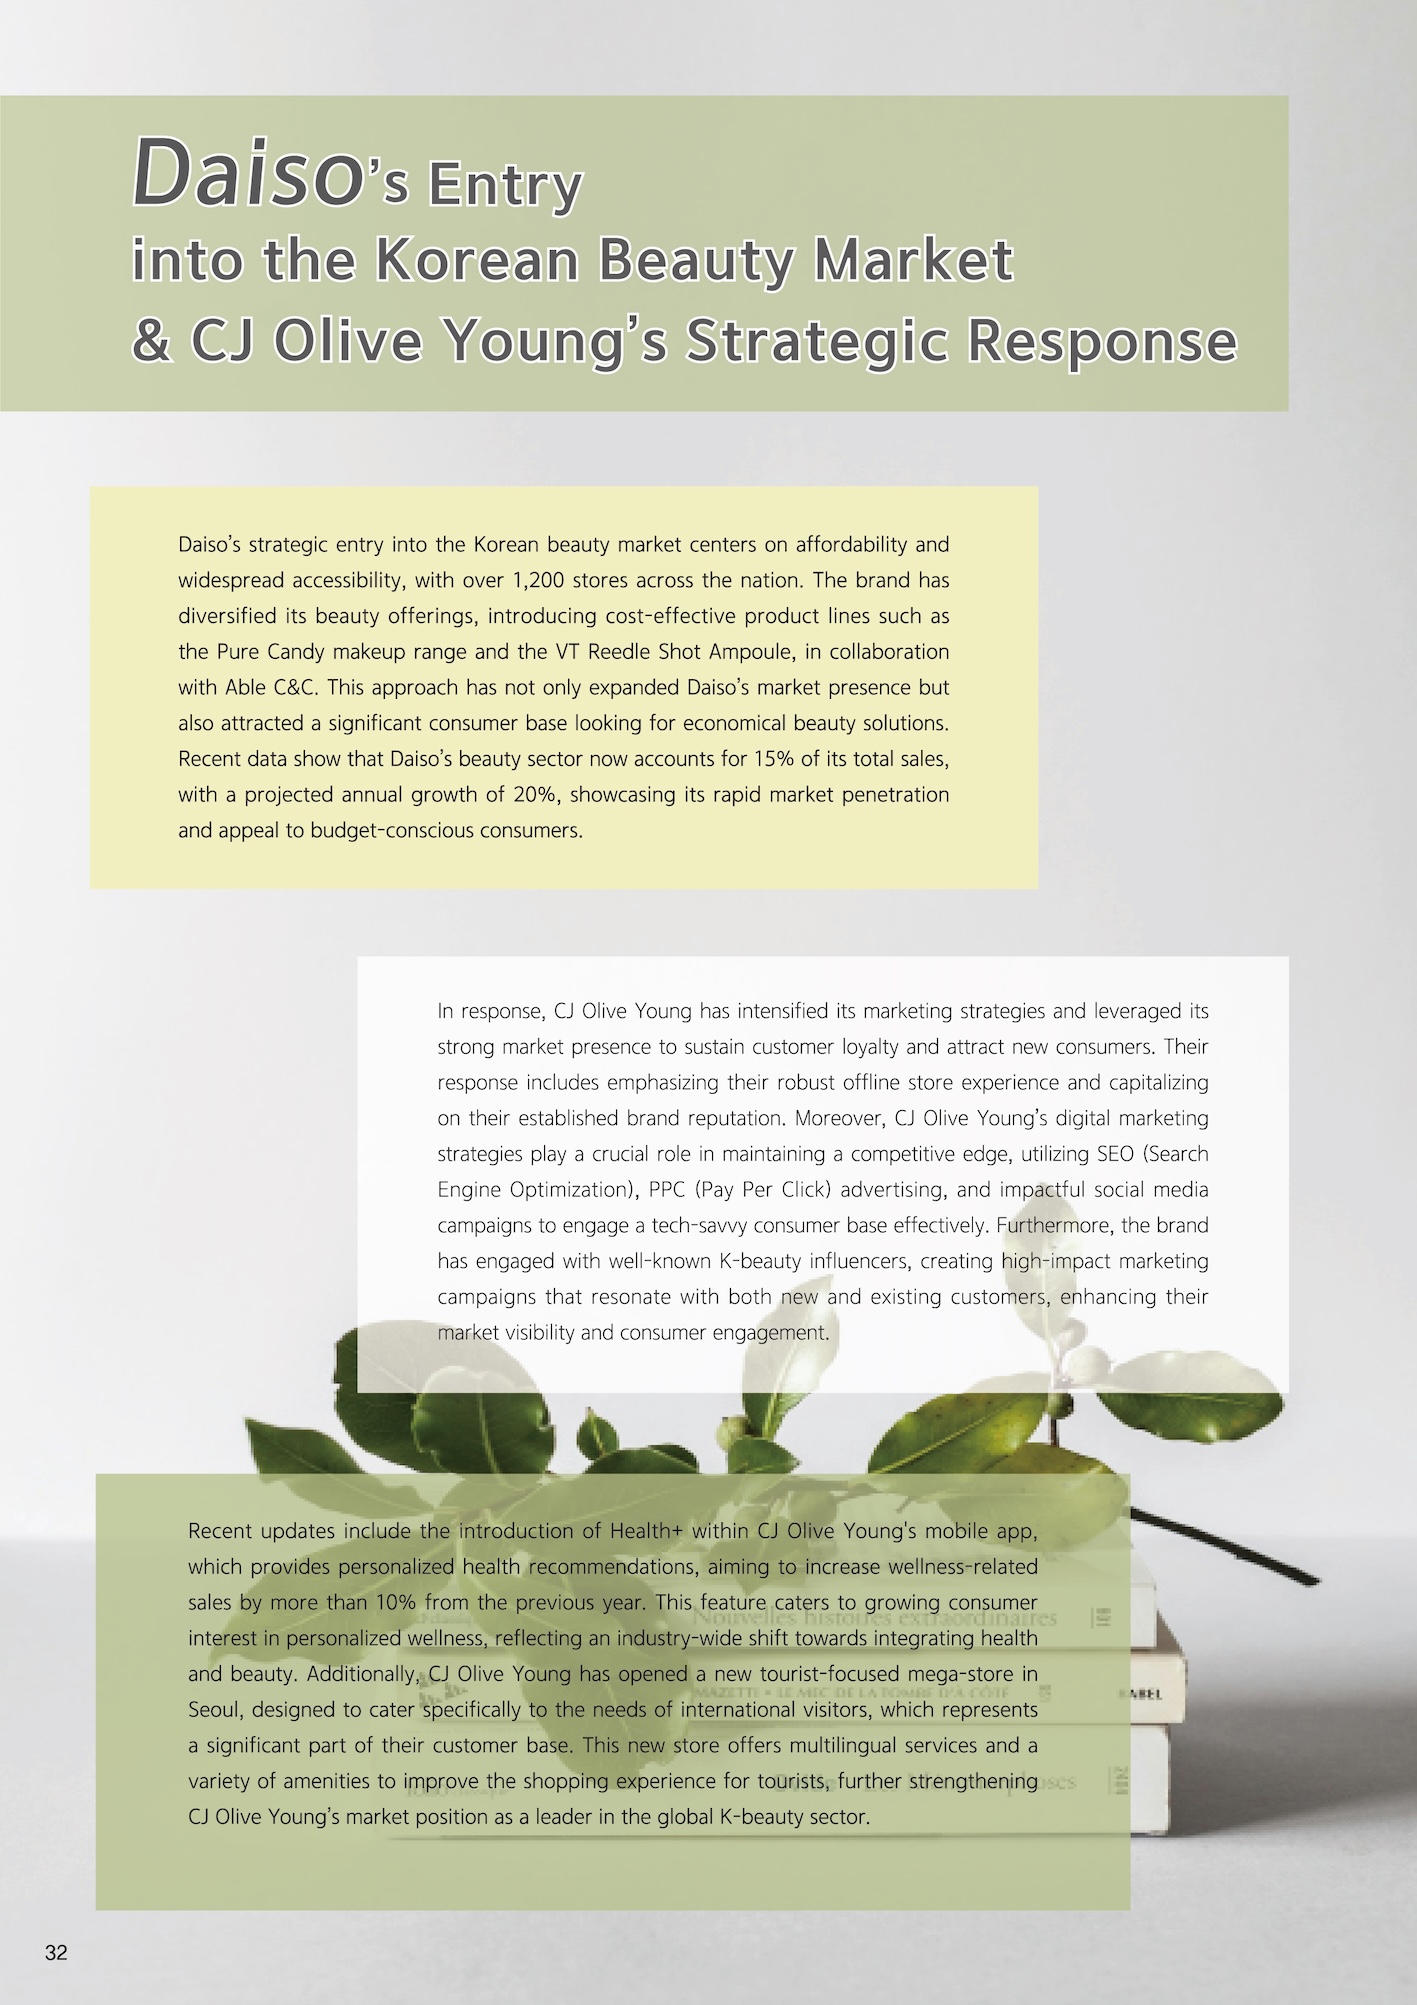 Daiso’s Entry
into the Korean Beauty Market
& CJ Olive Young’s Strategic Response
Daiso’s strategic entry into the Korean beauty market centers on affordability and
widespread accessibility, with over 1,200 stores across the nation. The brand has
diversified its beauty offerings, introducing cost-effective product lines such as
the Pure Candy makeup range and the VT Reedle Shot Ampoule, in collaboration
with Able C&C. This approach has not only expanded Daiso’s market presence but
also attracted a significant consumer base looking for economical beauty solutions.
Recent data show that Daiso’s beauty sector now accounts for 15% of its total sales,
with a projected annual growth of 20%, showcasing its rapid market penetration
and appeal to budget-conscious consumers.
In response, CJ Olive Young has intensified its marketing strategies and leveraged its
strong market presence to sustain customer loyalty and attract new consumers. Their
response includes emphasizing their robust offline store experience and capitalizing
on their established brand reputation. Moreover, CJ Olive Young’s digital marketing
strategies play a crucial role in maintaining a competitive edge, utilizing SEO (Search
Engine Optimization), PPC (Pay Per Click) advertising, and impactful social media
campaigns to engage a tech-savvy consumer base effectively. Furthermore, the brand
has engaged with well-known K-beauty influencers, creating high-impact marketing
campaigns that resonate with both new and existing customers, enhancing their
market visibility and consumer engagement.
Recent updates include the introduction of Health+ within CJ Olive Young's mobile app,
which provides personalized health recommendations, aiming to increase wellness-related
sales by more than 10% from the previous year. This feature caters to growing consumer
interest in personalized wellness, reflecting an industry-wide shift towards integrating health
and beauty. Additionally, CJ Olive Young has opened a new tourist-focused mega-store in
Seoul, designed to cater specifically to the needs of international visitors, which represents
a significant part of their customer base. This new store offers multilingual services and a
variety of amenities to improve the shopping experience for tourists, further strengthening
CJ Olive Young’s market position as a leader in the global K-beauty sector.
Nouvelles histoires extraordinaires
MAZETTI • LE MEC DE LA TOMBE D'À CÔTÉ
BABEL
32